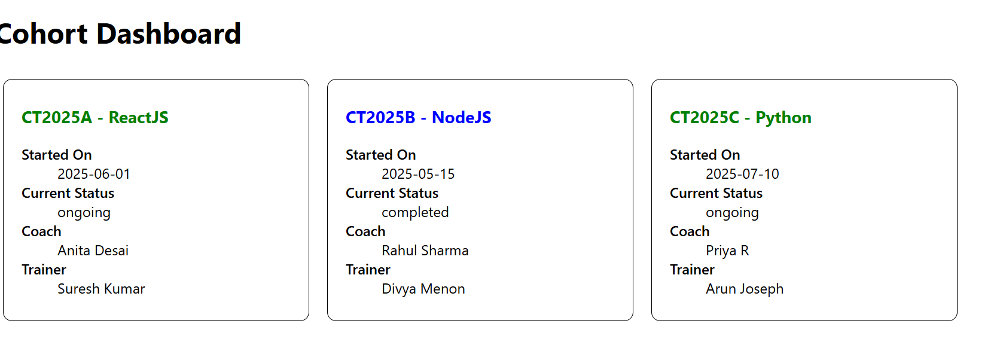 Cohort Dashboard
CT2025A - ReactJS
Started On
2025-06-01
Current Status
ongoing
Coach
Anita Desai
Trainer
Suresh Kumar
CT2025B - NodeJS
Started On
2025-05-15
Current Status
completed
Coach
Rahul Sharma
Trainer
Divya Menon
CT2025C - Python
Started On
2025-07-10
Current Status
ongoing
Coach
Priya R
Trainer
Arun Joseph